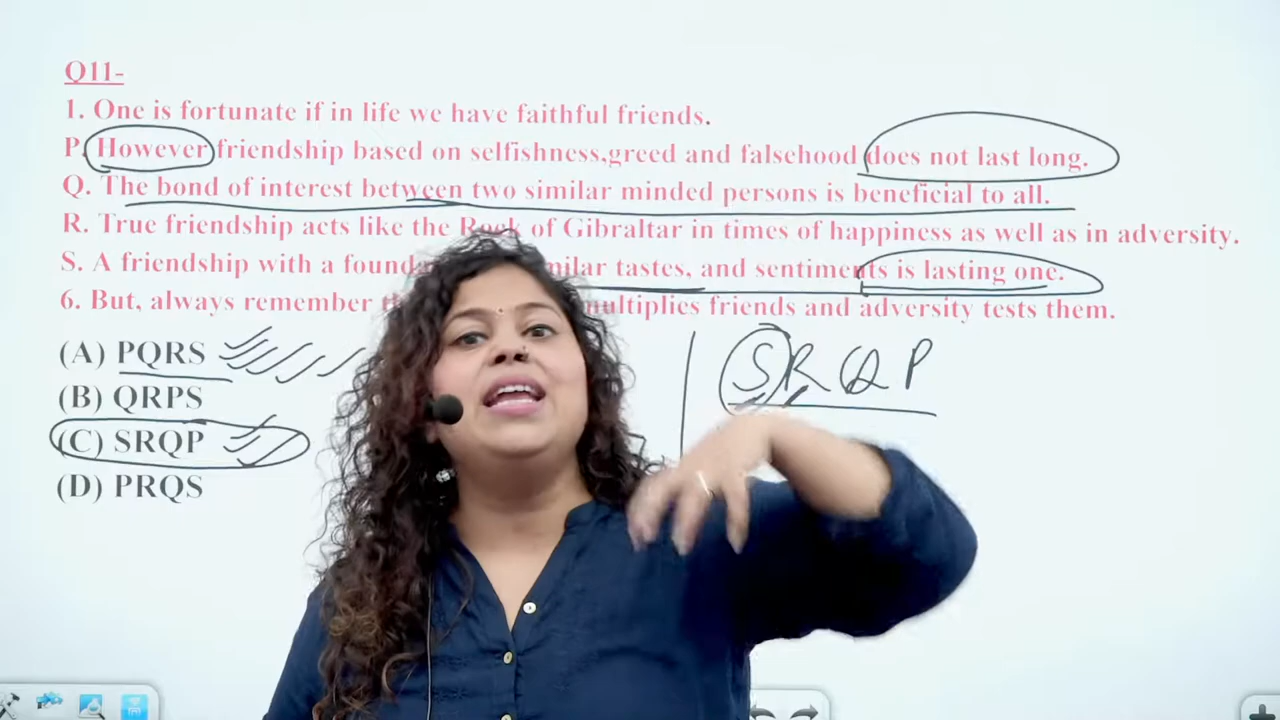 Q11-
1. One is fortunate if in life we have faithful friends.
P. However friendship based on selfishness,greed and falsehood does not last long.
Q. The bond of interest between two similar minded persons is beneficial to all.
R. True friendship acts like the Rock of Gibraltar in times of happiness as well as in adversity.
S. A friendship with a tastes, and sentiments is lasting one.
6. But, always remember multiplies friends and adversity tests them.
(A) PQRS
(B) QRPS
(C) SRQP
(D) PRQS
SRQP